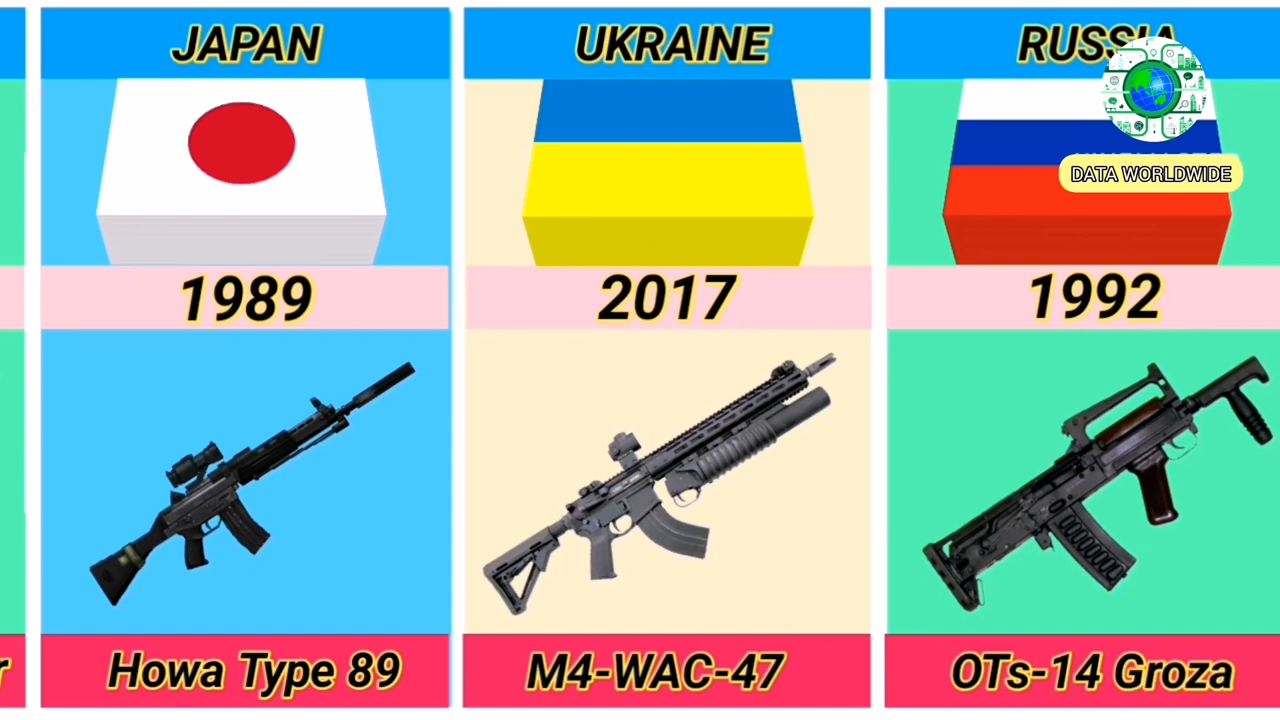 JAPAN
UKRAINE
RUSSIA
DATA WORLDWIDE
1989
2017
1992
r
Howa Type 89
M4-WAC-47
OTs-14 Groza